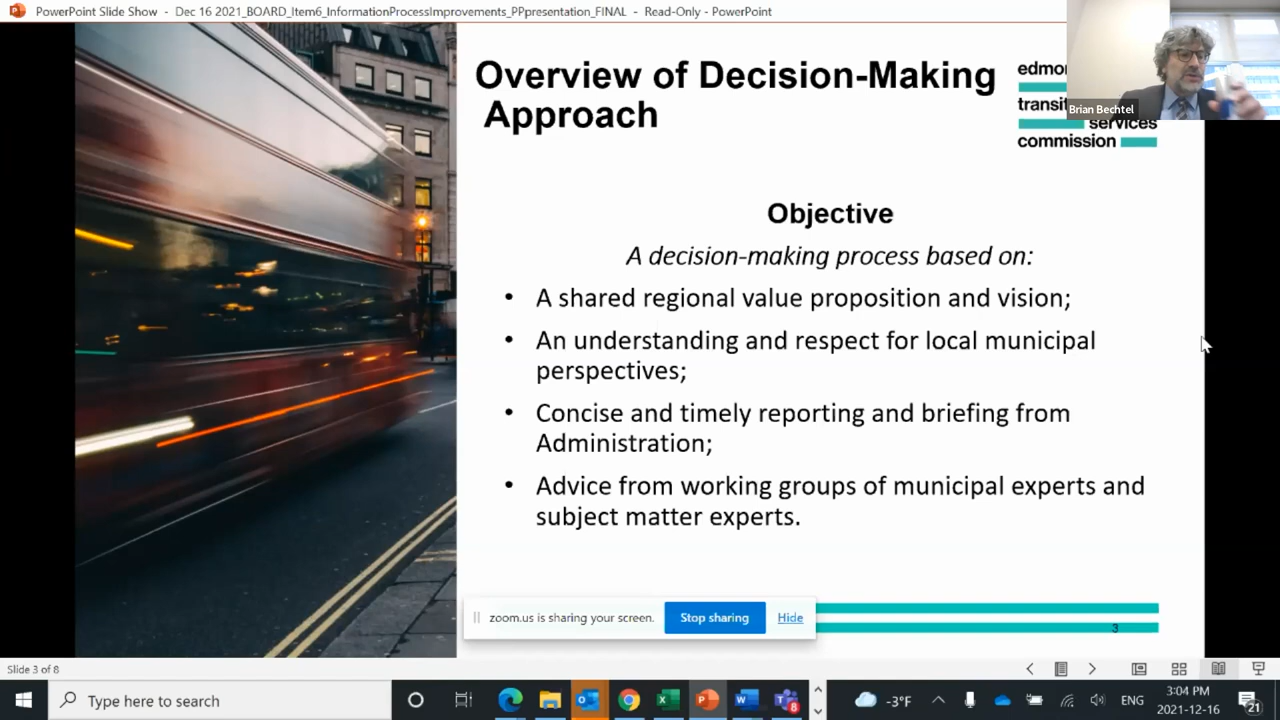 PowerPoint Slide Show - Dec 16 2021_BOARD_Item6_InformationProcessImprovements_PPpresentation_FINAL - Read-Only - PowerPoint
Overview of Decision-Making
Approach
Brian Bechtel
services
commission
Objective
A decision-making process based on:
• A shared regional value proposition and vision;
• An understanding and respect for local municipal
perspectives;
• Concise and timely reporting and briefing from
Administration;
• Advice from working groups of municipal experts and
subject matter experts.
zoom.us is sharing your screen.
Stop sharing
Hide
3
Slide 3 of 8
Type here to search
8
-3°F
ENG
3:04 PM
2021-12-16
21